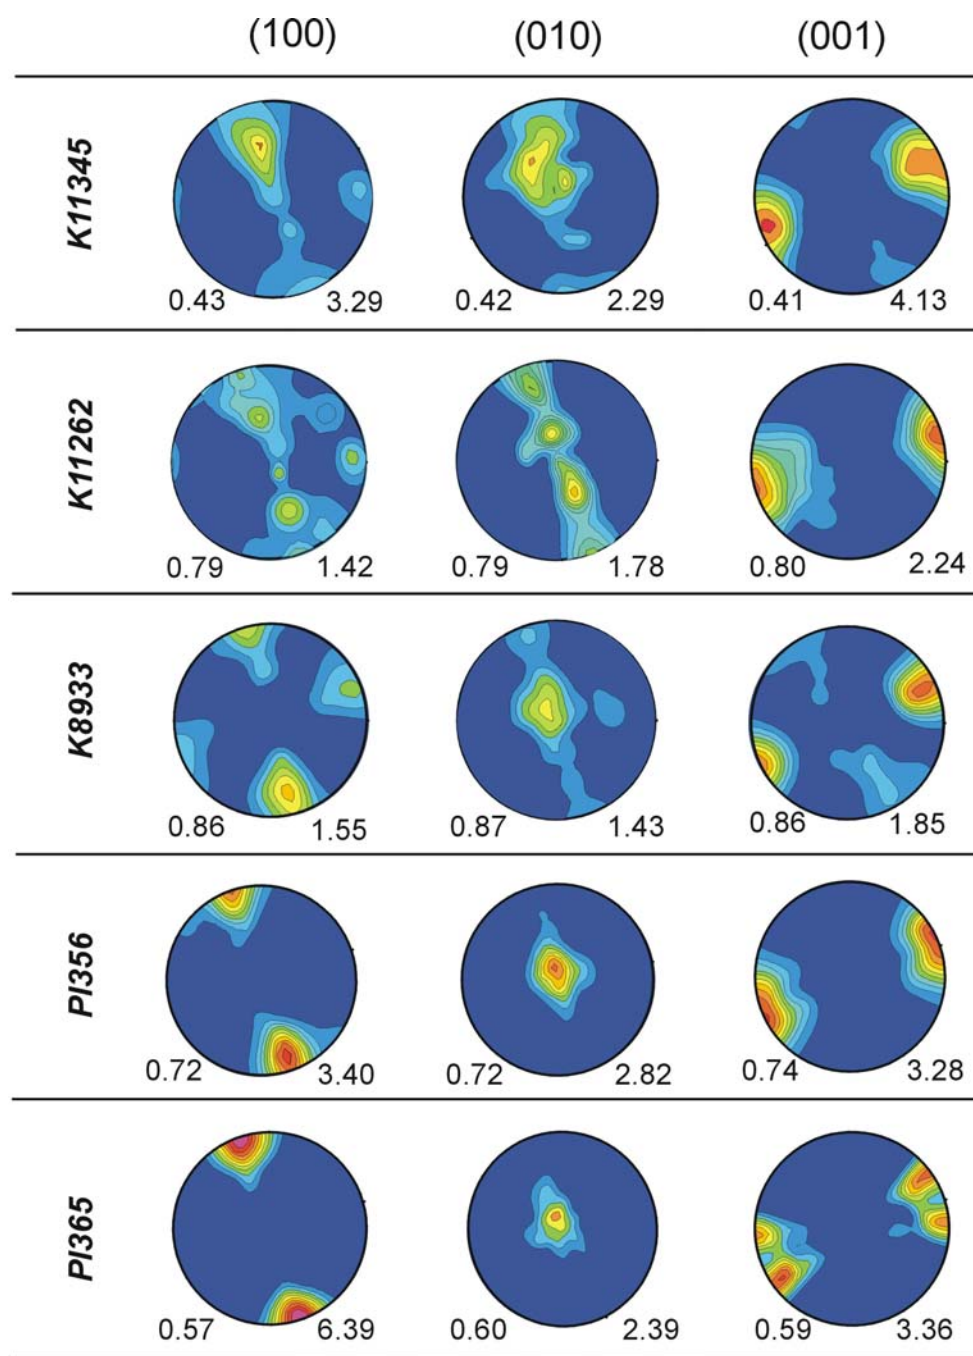 (100) (010) (001)
K11345
0.43 3.29 0.42 2.29 0.41 4.13
K11262
0.79 1.42 0.79 1.78 0.80 2.24
K8933
0.86 1.55 0.87 1.43 0.86 1.85
PI356
0.72 3.40 0.72 2.82 0.74 3.28
PI365
0.57 6.39 0.60 2.39 0.59 3.36